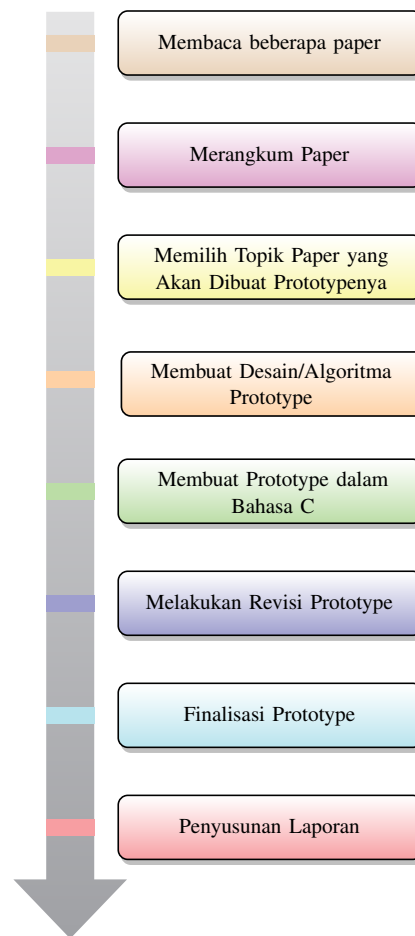 Membaca beberapa paper
Merangkum Paper
Memilih Topik Paper yang
Akan Dibuat Prototypenya
Membuat Desain/Algoritma
Prototype
Membuat Prototype dalam
Bahasa C
Melakukan Revisi Prototype
Finalisasi Prototype
Penyusunan Laporan